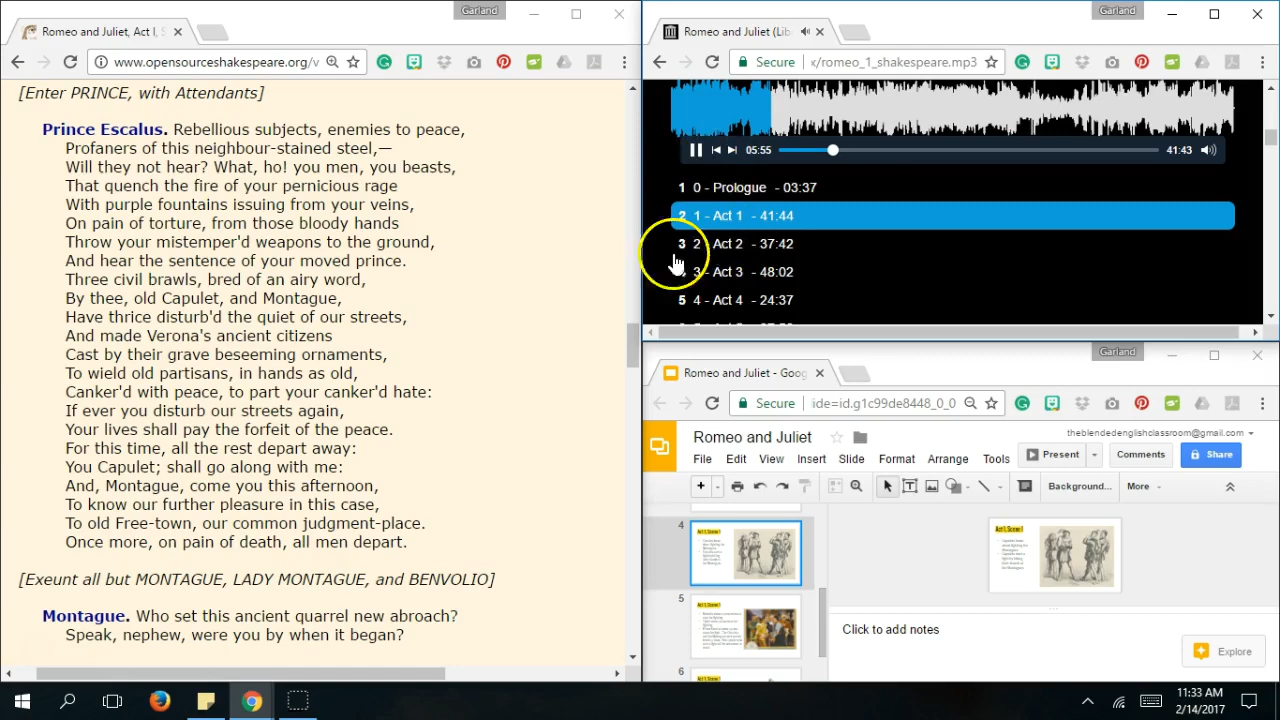 Garland
Romeo and Juliet, Act I, S
www.opensourceshakespeare.org/v
[Enter PRINCE, with Attendants]
Prince Escalus. Rebellious subjects, enemies to peace,
Profaners of this neighbour-stained steel,—
Will they not hear? What, ho! you men, you beasts,
That quench the fire of your pernicious rage
With purple fountains issuing from your veins,
On pain of torture, from those bloody hands
Throw your mistemper'd weapons to the ground,
And hear the sentence of your moved prince.
Three civil brawls, bred of an airy word,
By thee, old Capulet, and Montague,
Have thrice disturb'd the quiet of our streets,
And made Verona's ancient citizens
Cast by their grave beseeming ornaments,
To wield old partisans, in hands as old,
Canker'd with peace, to part your canker'd hate:
If ever you disturb our streets again,
Your lives shall pay the forfeit of the peace.
For this time, all the rest depart away:
You Capulet; shall go along with me:
And, Montague, come you this afternoon,
To know our further pleasure in this case,
To old Free-town, our common judgment-place.
Once more, on pain of death, all men depart.
[Exeunt all but MONTAGUE, LADY MONTAGUE, and BENVOLIO]
Montague. Who set this ancient quarrel new abroach?
Speak, nephew, were you by when it began?
Garland
Romeo and Juliet (Lib
Secure x/romeo_1_shakespeare.mp3
05:55 41:43
1 0 - Prologue - 03:37
2 1 - Act 1 - 41:44
3 2 - Act 2 - 37:42
3 - Act 3 - 48:02
5 4 - Act 4 - 24:37
Garland
Romeo and Juliet - Goog
Secure ide=id.g1c99de8448_0_0
Romeo and Juliet
theblendedenglishclassroom@gmail.com
File Edit View Insert Slide Format Arrange Tools
Present Comments Share
Background... More
4
Act 1, Scene 1
5
Act 1, Scene 1
6
Act 1, Scene 1
Click to add notes
Explore
11:33 AM
2/14/2017